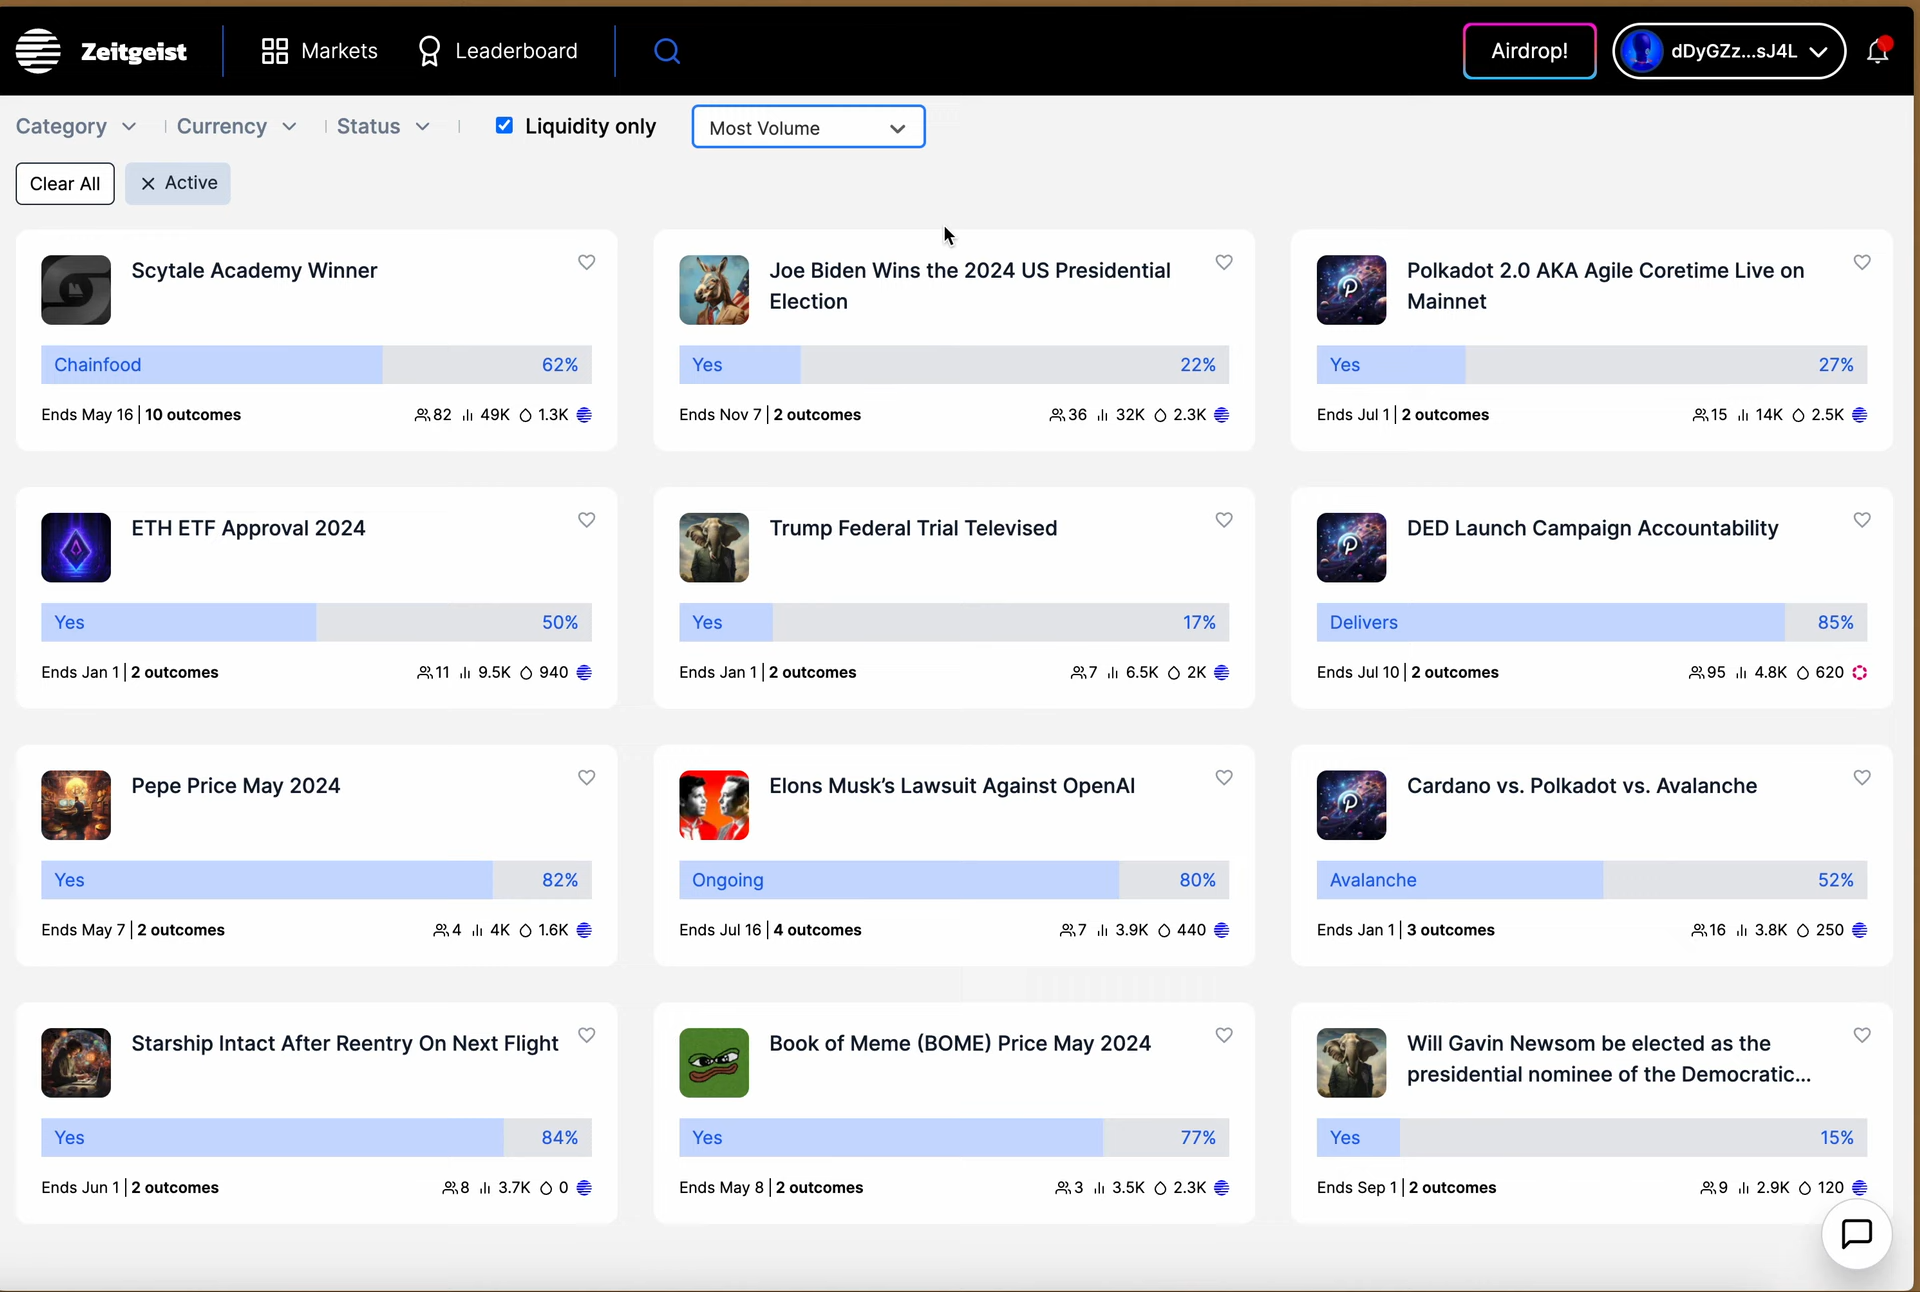 Zeitgeist
Markets
Leaderboard
Airdrop!
dDyGZz...sJ4L
Category
Currency
Status
Liquidity only
Most Volume
Clear All
Active
Scytale Academy Winner
Chainfood 62%
Ends May 16 | 10 outcomes 82 49K 1.3K
Joe Biden Wins the 2024 US Presidential
Election
Yes 22%
Ends Nov 7 | 2 outcomes 36 32K 2.3K
Polkadot 2.0 AKA Agile Coretime Live on
Mainnet
Yes 27%
Ends Jul 1 | 2 outcomes 15 14K 2.5K
ETH ETF Approval 2024
Yes 50%
Ends Jan 1 | 2 outcomes 11 9.5K 940
Trump Federal Trial Televised
Yes 17%
Ends Jan 1 | 2 outcomes 7 6.5K 2K
DED Launch Campaign Accountability
Delivers 85%
Ends Jul 10 | 2 outcomes 95 4.8K 620
Pepe Price May 2024
Yes 82%
Ends May 7 | 2 outcomes 4 4K 1.6K
Elons Musk’s Lawsuit Against OpenAI
Ongoing 80%
Ends Jul 16 | 4 outcomes 7 3.9K 440
Cardano vs. Polkadot vs. Avalanche
Avalanche 52%
Ends Jan 1 | 3 outcomes 16 3.8K 250
Starship Intact After Reentry On Next Flight
Yes 84%
Ends Jun 1 | 2 outcomes 8 3.7K 0
Book of Meme (BOME) Price May 2024
Yes 77%
Ends May 8 | 2 outcomes 3 3.5K 2.3K
Will Gavin Newsom be elected as the
presidential nominee of the Democratic...
Yes 15%
Ends Sep 1 | 2 outcomes 9 2.9K 120